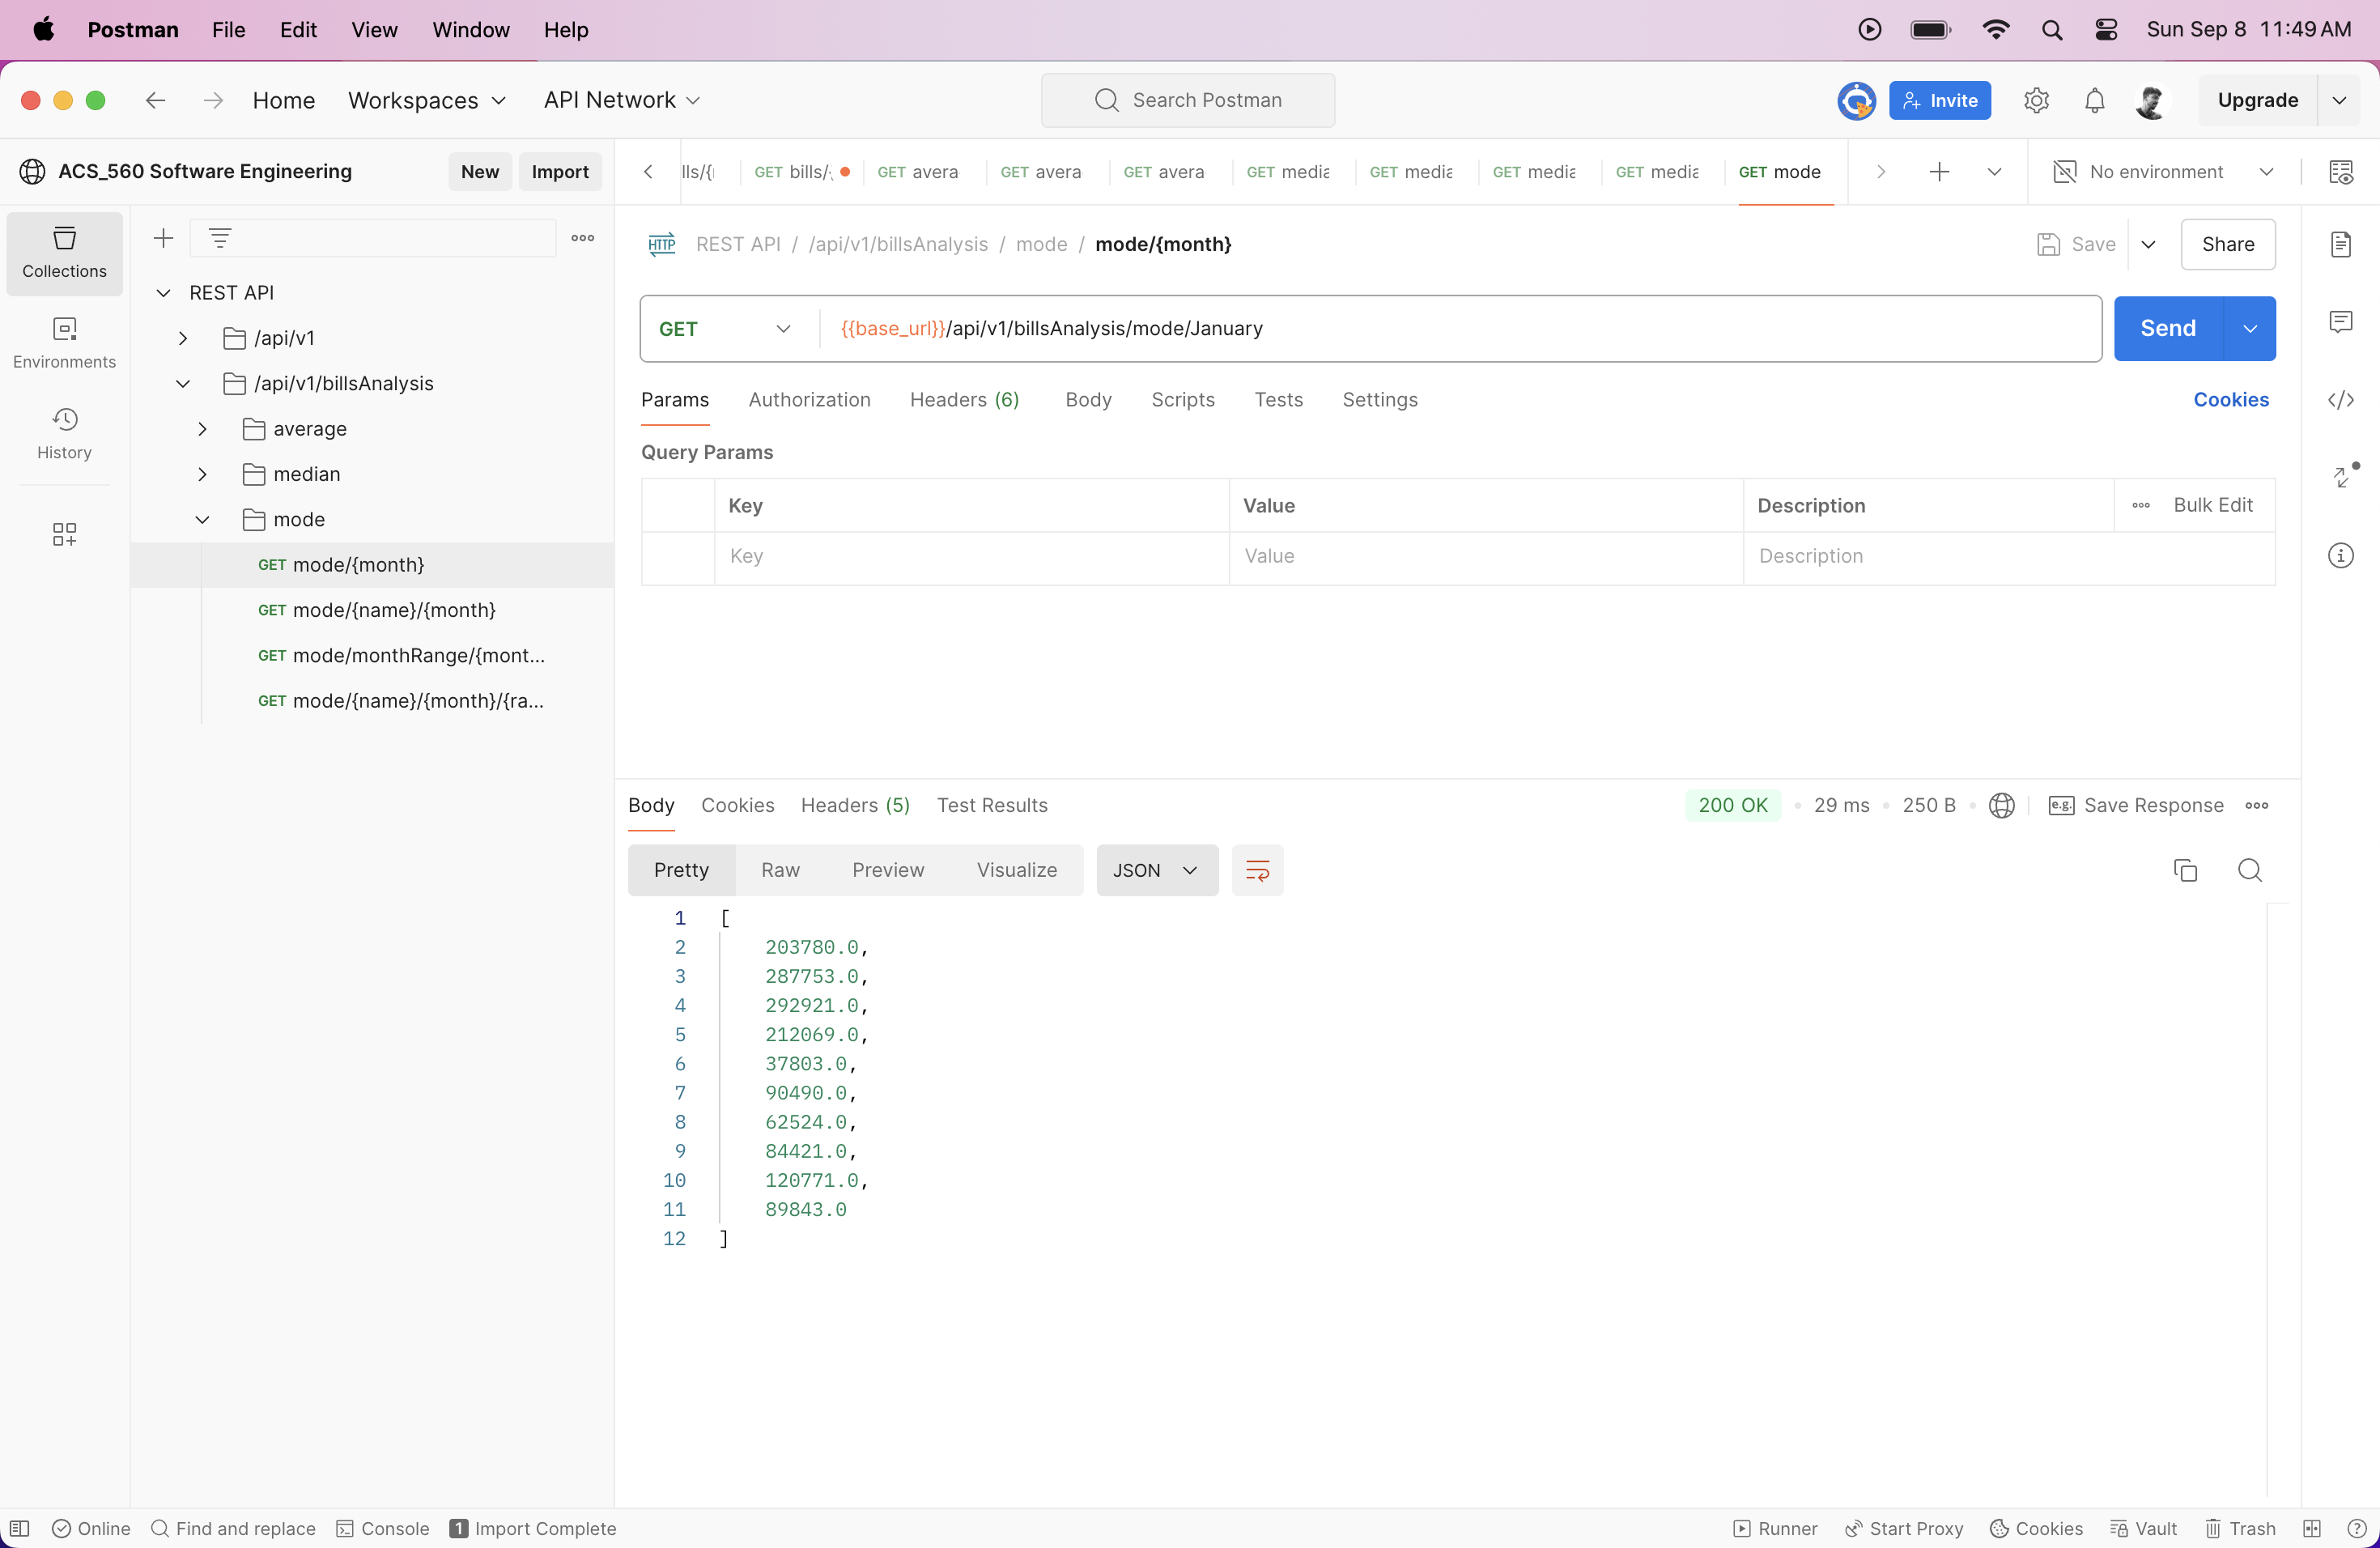 Postman File Edit View Window Help Sun Sep 8 11:49 AM
Home Workspaces API Network Search Postman Invite Upgrade
ACS_560 Software Engineering New Import
GET bills/ GET avera GET avera GET avera GET media GET media GET media GET media GET mode No environment
Collections
Environments
History
REST API
/api/v1
/api/v1/billsAnalysis
average
median
mode
GET mode/{month}
GET mode/{name}/{month}
GET mode/monthRange/{mont...
GET mode/{name}/{month}/{ra...
HTTP REST API / /api/v1/billsAnalysis / mode / mode/{month} Save Share
GET {{base_url}}/api/v1/billsAnalysis/mode/January Send
Params Authorization Headers (6) Body Scripts Tests Settings Cookies
Query Params
Key Value Description Bulk Edit
Key Value Description
Body Cookies Headers (5) Test Results 200 OK 29 ms 250 B e.g. Save Response
Pretty Raw Preview Visualize JSON
1 [
2 203780.0,
3 287753.0,
4 292921.0,
5 212069.0,
6 37803.0,
7 90490.0,
8 62524.0,
9 84421.0,
10 120771.0,
11 89843.0
12 ]
Online Find and replace Console 1 Import Complete Runner Start Proxy Cookies Vault Trash